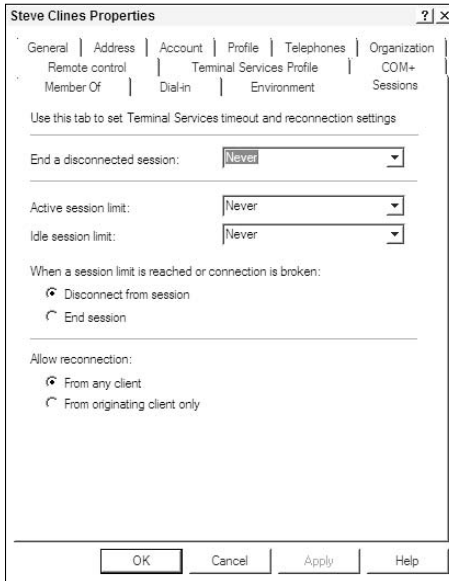 Steve Clines Properties
General Address Account Profile Telephones Organization
Remote control Terminal Services Profile COM+
Member Of Dial-in Environment Sessions
Use this tab to set Terminal Services timeout and reconnection settings
End a disconnected session: Never
Active session limit: Never
Idle session limit: Never
When a session limit is reached or connection is broken:
Disconnect from session
End session
Allow reconnection:
From any client
From originating client only
OK Cancel Apply Help